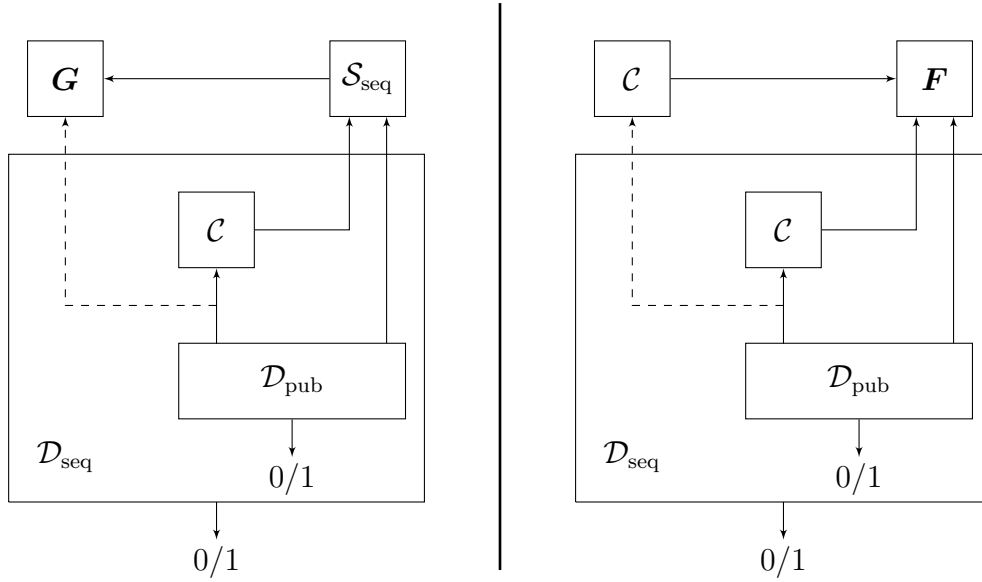 G S_seq C F
C C
D_pub D_pub
D_seq 0/1 D_seq 0/1
0/1 0/1